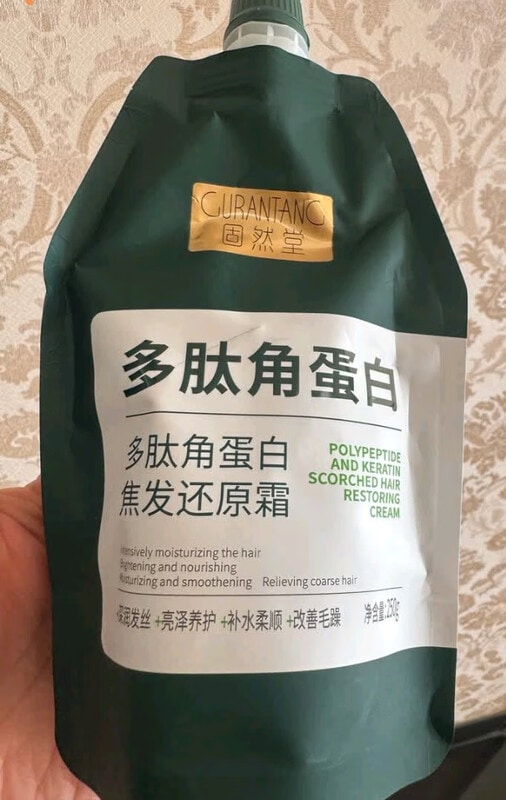 GURANTANG
固然堂
多肽角蛋白
多肽角蛋白
焦发还原霜
POLYPEPTIDE
AND KERATIN
SCORCHED HAIR
RESTORING
CREAM
Intensively moisturizing the hair
Brightening and nourishing
Moisturizing and smoothening Relieving coarse hair
深润发丝 +亮泽养护 +补水柔顺 +改善毛躁 净含量:250g